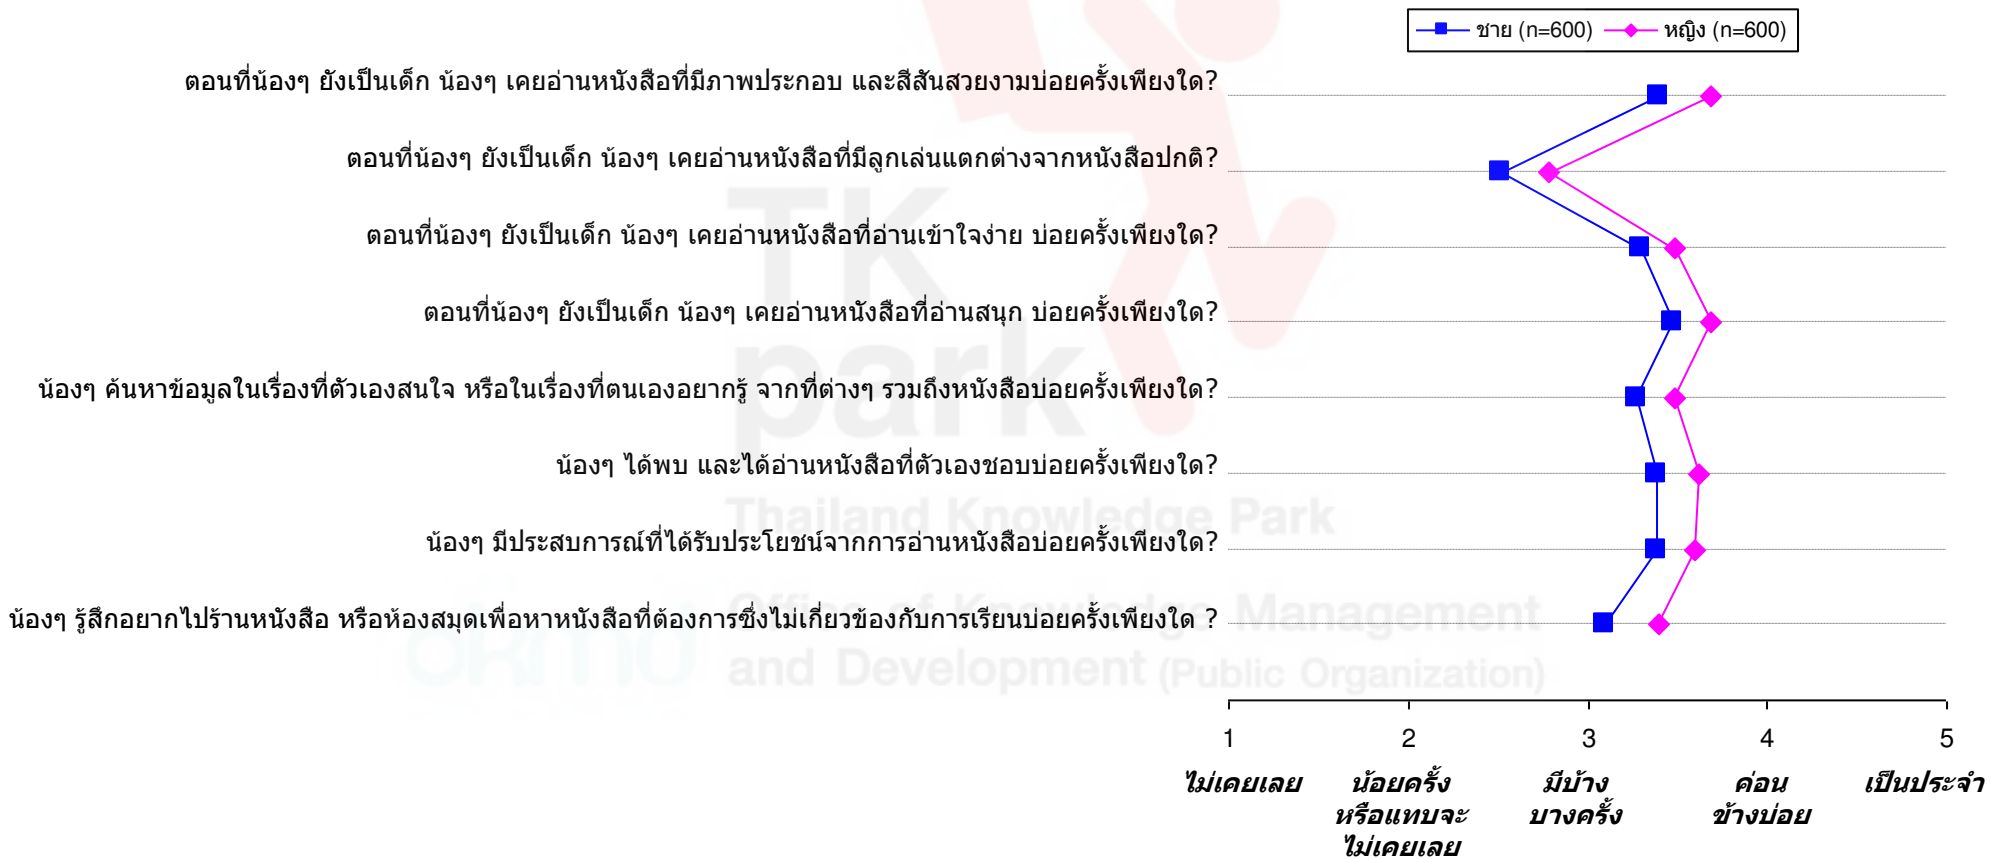 ชาย (n=600) หญิง (n=600)
ตอนที่น้องๆ ยังเป็นเด็ก น้องๆ เคยอ่านหนังสือที่มีภาพประกอบ และสีสันสวยงามบ่อยครั้งเพียงใด?
ตอนที่น้องๆ ยังเป็นเด็ก น้องๆ เคยอ่านหนังสือที่มีลูกเล่นแตกต่างจากหนังสือปกติ?
ตอนที่น้องๆ ยังเป็นเด็ก น้องๆ เคยอ่านหนังสือที่อ่านเข้าใจง่าย บ่อยครั้งเพียงใด?
ตอนที่น้องๆ ยังเป็นเด็ก น้องๆ เคยอ่านหนังสือที่อ่านสนุก บ่อยครั้งเพียงใด?
น้องๆ ค้นหาข้อมูลในเรื่องที่ตัวเองสนใจ หรือในเรื่องที่ตนเองอยากรู้ จากที่ต่างๆ รวมถึงหนังสือบ่อยครั้งเพียงใด?
น้องๆ ได้พบ และได้อ่านหนังสือที่ตัวเองชอบบ่อยครั้งเพียงใด?
น้องๆ มีประสบการณ์ที่ได้รับประโยชน์จากการอ่านหนังสือบ่อยครั้งเพียงใด?
น้องๆ รู้สึกอยากไปร้านหนังสือ หรือห้องสมุดเพื่อหาหนังสือที่ต้องการซึ่งไม่เกี่ยวข้องกับการเรียนบ่อยครั้งเพียงใด ?
TK
park
Thailand Knowledge Park
okmd
Office of Knowledge Management
and Development (Public Organization)
1 2 3 4 5
ไม่เคยเลย น้อยครั้ง มีบ้าง ค่อน เป็นประจำ
หรือแทบจะ บางครั้ง ข้างบ่อย
ไม่เคยเลย